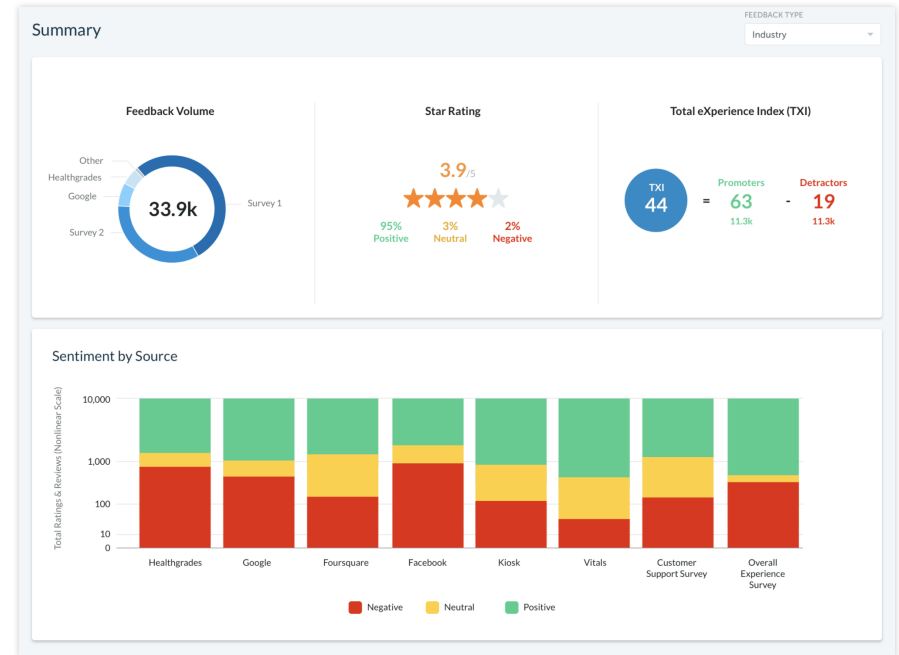 Summary
FEEDBACK TYPE
Industry
Feedback Volume
Other
Healthgrades
Google
Survey 2
33.9k
Survey 1
Star Rating
3.9/5
95%
Positive
3%
Neutral
2%
Negative
Total eXperience Index (TXI)
TXI
44
=
Promoters
63
11.3k
-
Detractors
19
11.3k
Sentiment by Source
Total Ratings & Reviews (Nonlinear Scale)
10,000
1,000
100
10
0
Healthgrades
Google
Foursquare
Facebook
Kiosk
Vitals
Customer
Support Survey
Overall
Experience
Survey
Negative
Neutral
Positive